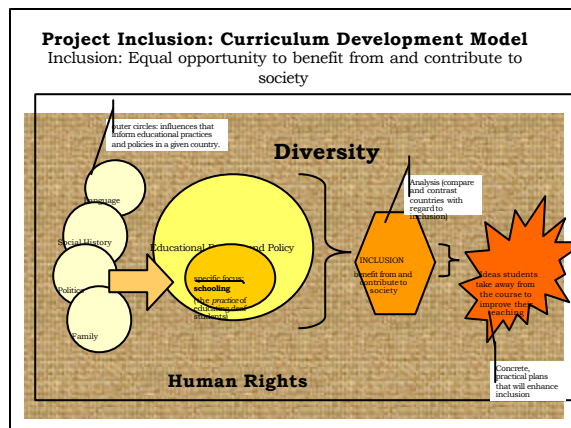 Project Inclusion: Curriculum Development Model
Inclusion: Equal opportunity to benefit from and contribute to
society
outer circles: influences that
inform educational practices
and policies in a given country.
Diversity
Language
Social History
Politics
Family
Educational and Policy
specific focus:
schooling
(the practice of
educating deaf
students)
Analysis (compare
and contrast
countries with
regard to
inclusion)
INCLUSION
benefit from and
contribute to
society
Ideas students
take away from
the course to
improve their
teaching
Concrete,
practical plans
that will enhance
inclusion
Human Rights